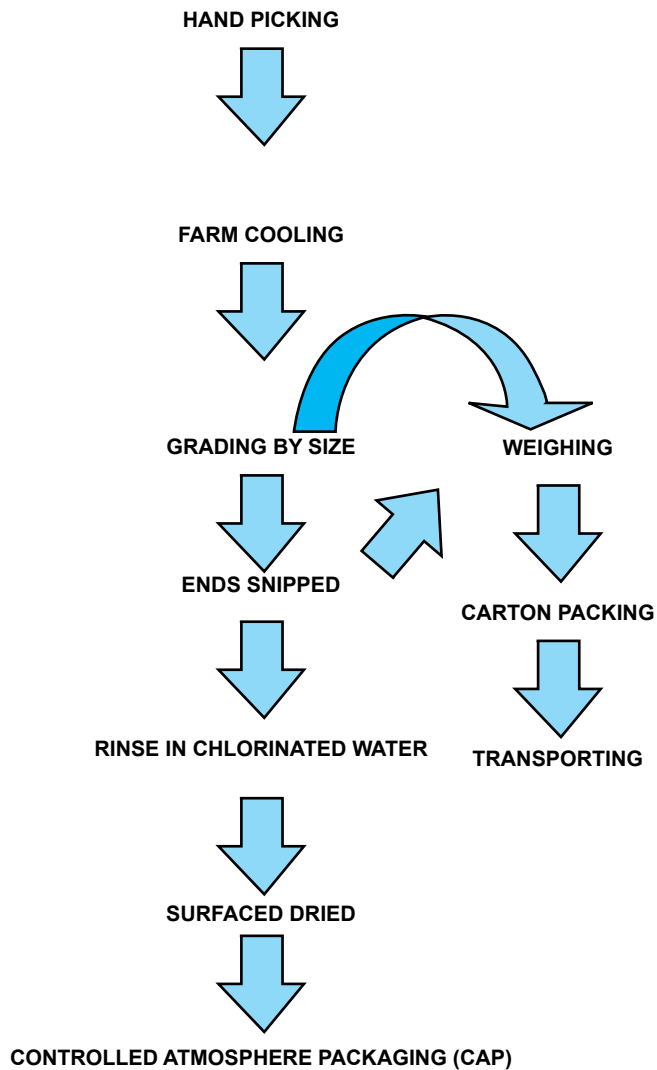 HAND PICKING
FARM COOLING
GRADING BY SIZE
WEIGHING
ENDS SNIPPED
CARTON PACKING
RINSE IN CHLORINATED WATER
TRANSPORTING
SURFACED DRIED
CONTROLLED ATMOSPHERE PACKAGING (CAP)